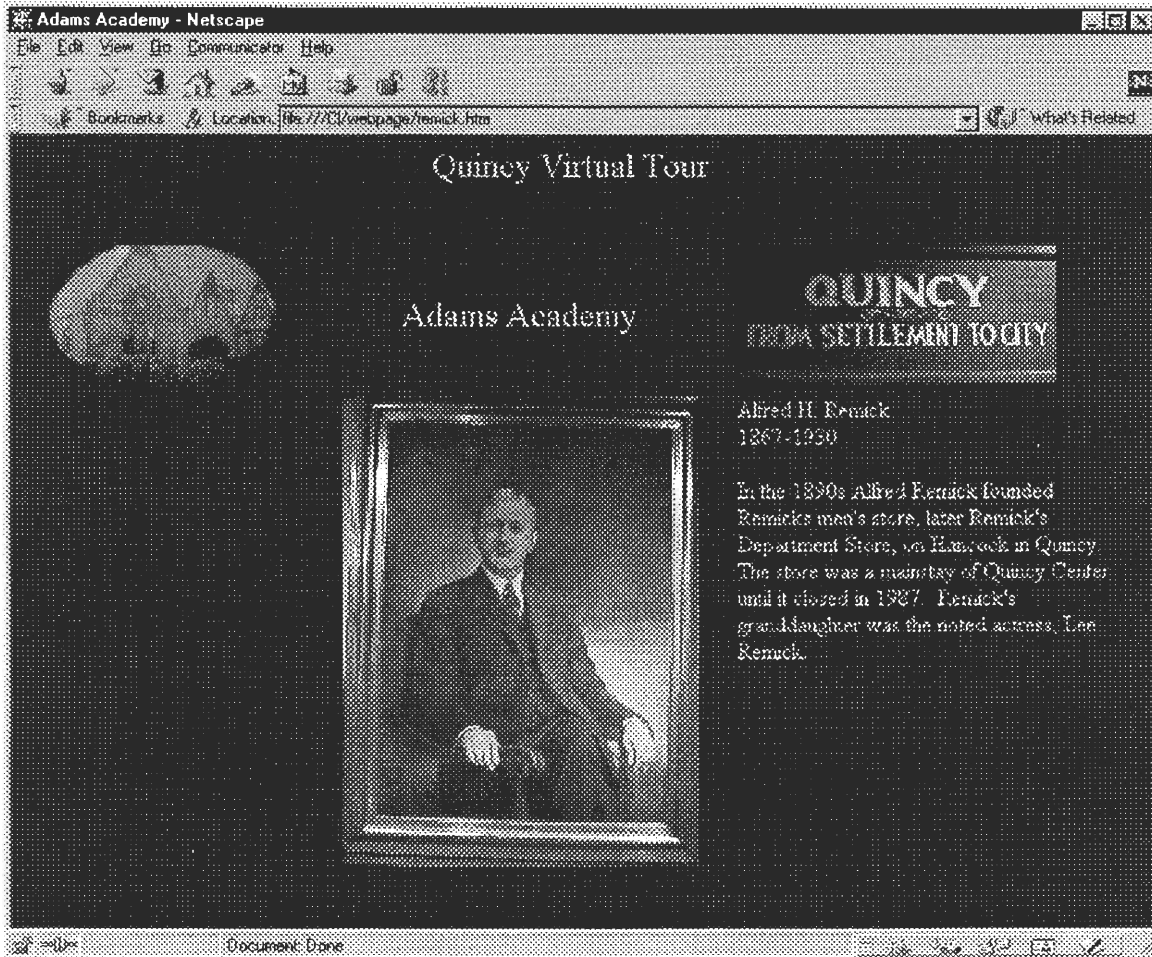 Adams Academy - Netscape
File Edit View Go Communicator Help
Bookmarks Location: file:///C|/webpage/remick.htm What's Related
Quincy Virtual Tour
Adams Academy
QUINCY
FROM SETTLEMENT TO CITY
Alfred H. Remick
1867-1930
In the 1890s Alfred Remick founded
Remicks men's store, later Remick's
Department Store, on Hancock in Quincy
The store was a mainstay of Quincy Center
until it closed in 1987. Remick's
granddaughter was the noted actress, Lee
Remick.
Document: Done